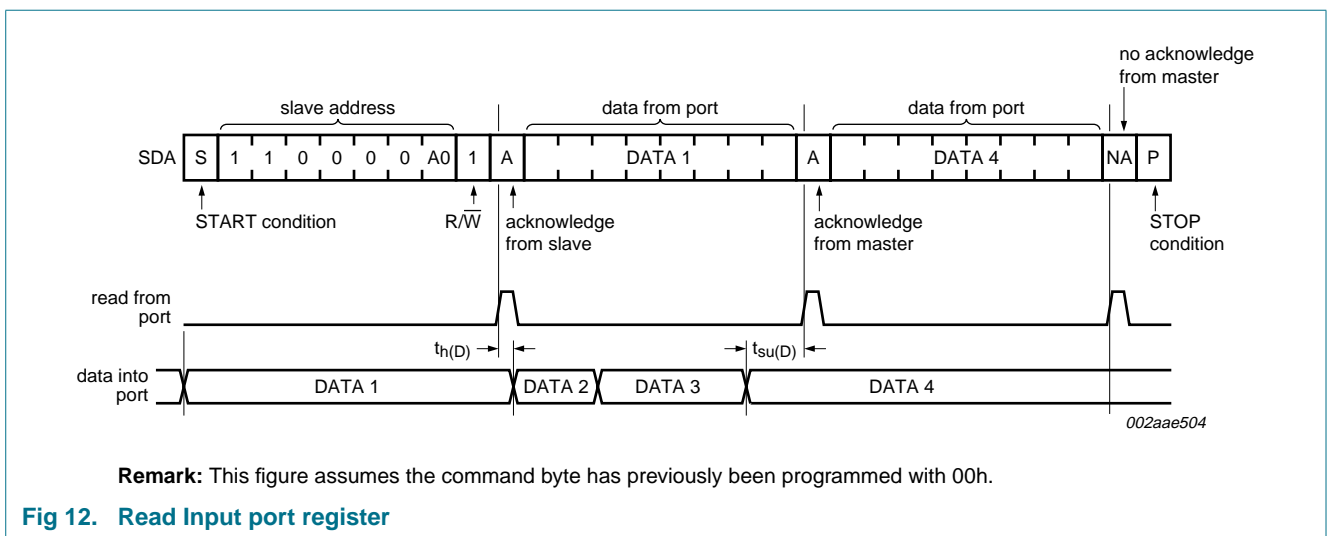 no acknowledge
from master
slave address
data from port
data from port
SDA S 1 1 0 0 0 0 A0 1 A DATA 1 A DATA 4 NA P
START condition
R/W̅
acknowledge
from slave
acknowledge
from master
STOP
condition
read from
port
th(D)
tsu(D)
data into
port
DATA 1 DATA 2 DATA 3 DATA 4
002aae504
Remark: This figure assumes the command byte has previously been programmed with 00h.
Fig 12. Read Input port register